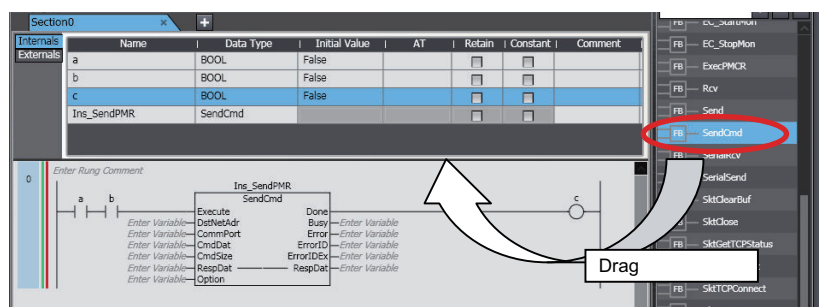 Section0 × +
Internals
Externals
Name Data Type Initial Value AT Retain Constant Comment
a BOOL False
b BOOL False
c BOOL False
Ins_SendPMR SendCmd
0 Enter Rung Comment
a b c
Ins_SendPMR
SendCmd
Execute Done
Enter Variable DstNetAdr Busy Enter Variable
Enter Variable CommPort Error Enter Variable
Enter Variable CmdDat ErrorID Enter Variable
Enter Variable CmdSize ErrorIDEx Enter Variable
Enter Variable RespDat RespDat Enter Variable
Enter Variable Option
FB EC_StartMon
FB EC_StopMon
FB ExecPMCR
FB Rcv
FB Send
FB SendCmd
FB SerialRcv
SerialSend
SktClearBuf
FB SktClose
FB SktGetTCPStatus
Drag
FB SktTCPConnect